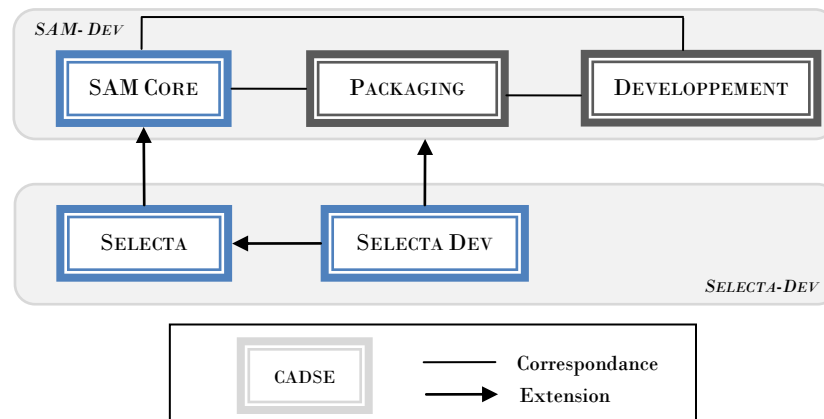 SAM-DEV
SAM CORE
PACKAGING
DEVELOPPEMENT
SELECTA
SELECTA DEV
SELECTA-DEV
CADSE
Correspondance
Extension